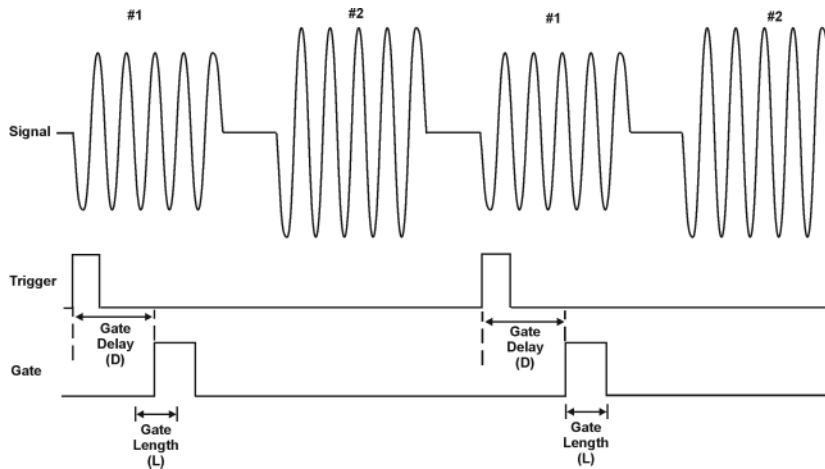 #1 #2 #1 #2
Signal
Trigger
Gate
Delay
(D)
Gate
Delay
(D)
Gate
Gate
Length
(L)
Gate
Length
(L)